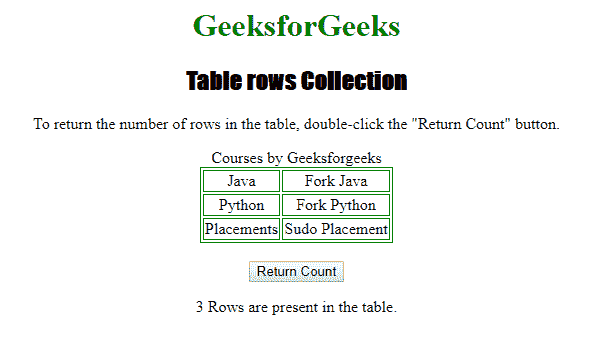 GeeksforGeeks
Table rows Collection
To return the number of rows in the table, double-click the "Return Count" button.
Courses by Geeksforgeeks
Java Fork Java
Python Fork Python
Placements Sudo Placement
Return Count
3 Rows are present in the table.